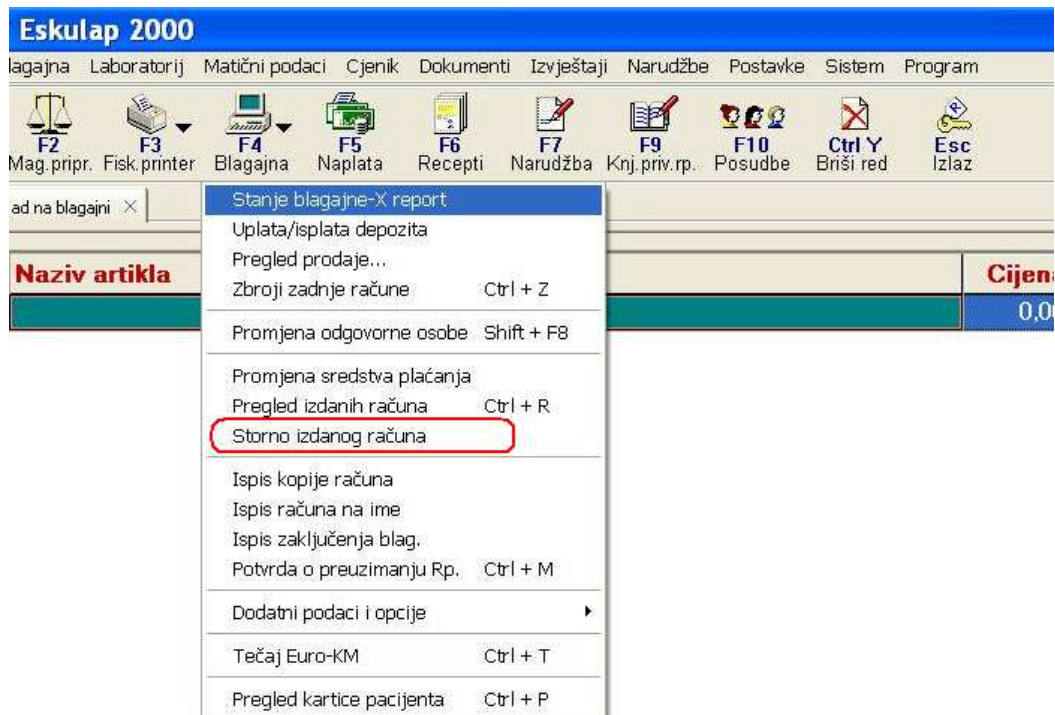 Eskulap 2000
lagajna Laboratorij Matični podaci Cjenik Dokumenti Izvještaji Narudžbe Postavke Sistem Program
F2 F3 F4 F5 F6 F7 F9 F10 Ctrl Y Esc
Mag.pripr. Fisk.printer Blagajna Naplata Recepti Narudžba Knj.priv.rp. Posudbe Briši red Izlaz
ad na blagajni
Stanje blagajne-X report
Uplata/isplata depozita
Pregled prodaje...
Naziv artikla Cijena
Zbroji zadnje račune Ctrl + Z
0,00
Promjena odgovorne osobe Shift + F8
Promjena sredstva plaćanja
Pregled izdanih računa Ctrl + R
Storno izdanog računa
Ispis kopije računa
Ispis računa na ime
Ispis zaključenja blag.
Potvrda o preuzimanju Rp. Ctrl + M
Dodatni podaci i opcije
Tečaj Euro-KM Ctrl + T
Pregled kartice pacijenta Ctrl + P